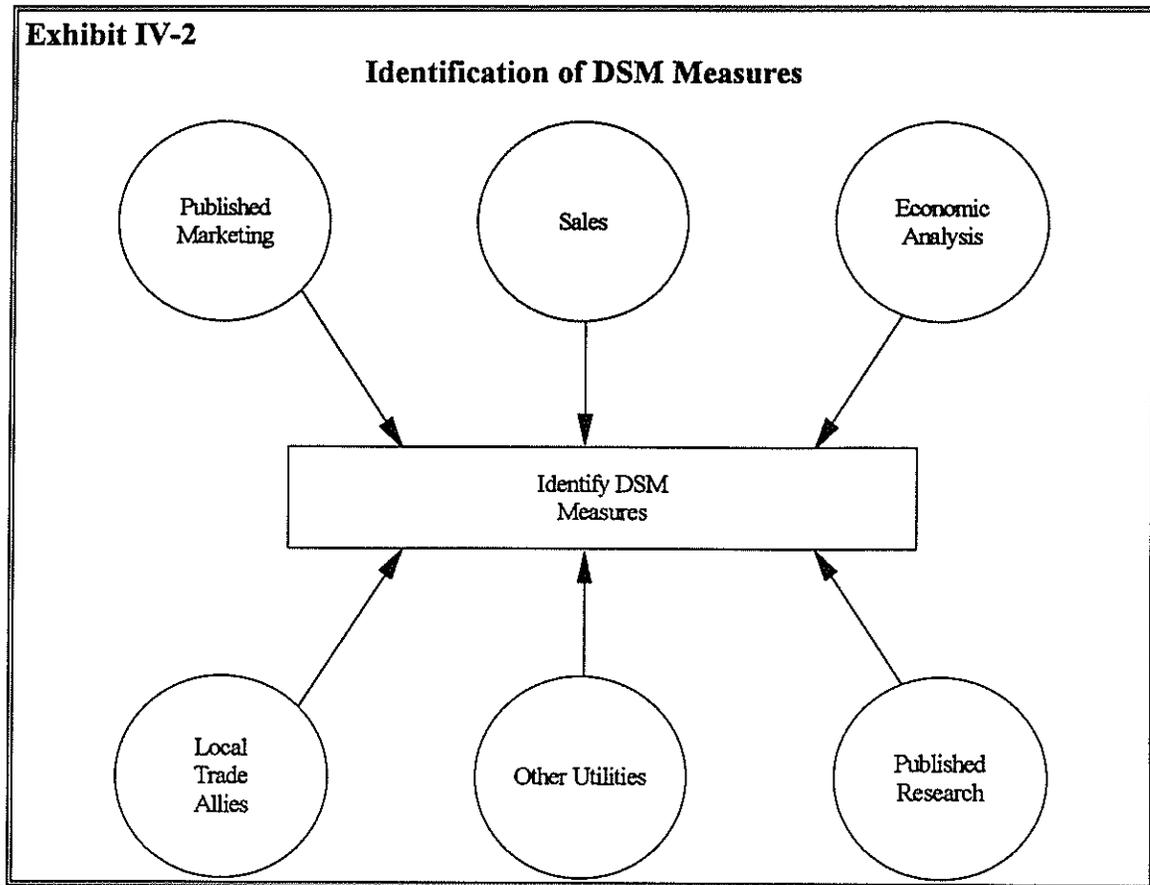 Exhibit IV-2
Identification of DSM Measures
Published
Marketing
Sales
Economic
Analysis
Identify DSM
Measures
Local
Trade
Allies
Other Utilities
Published
Research